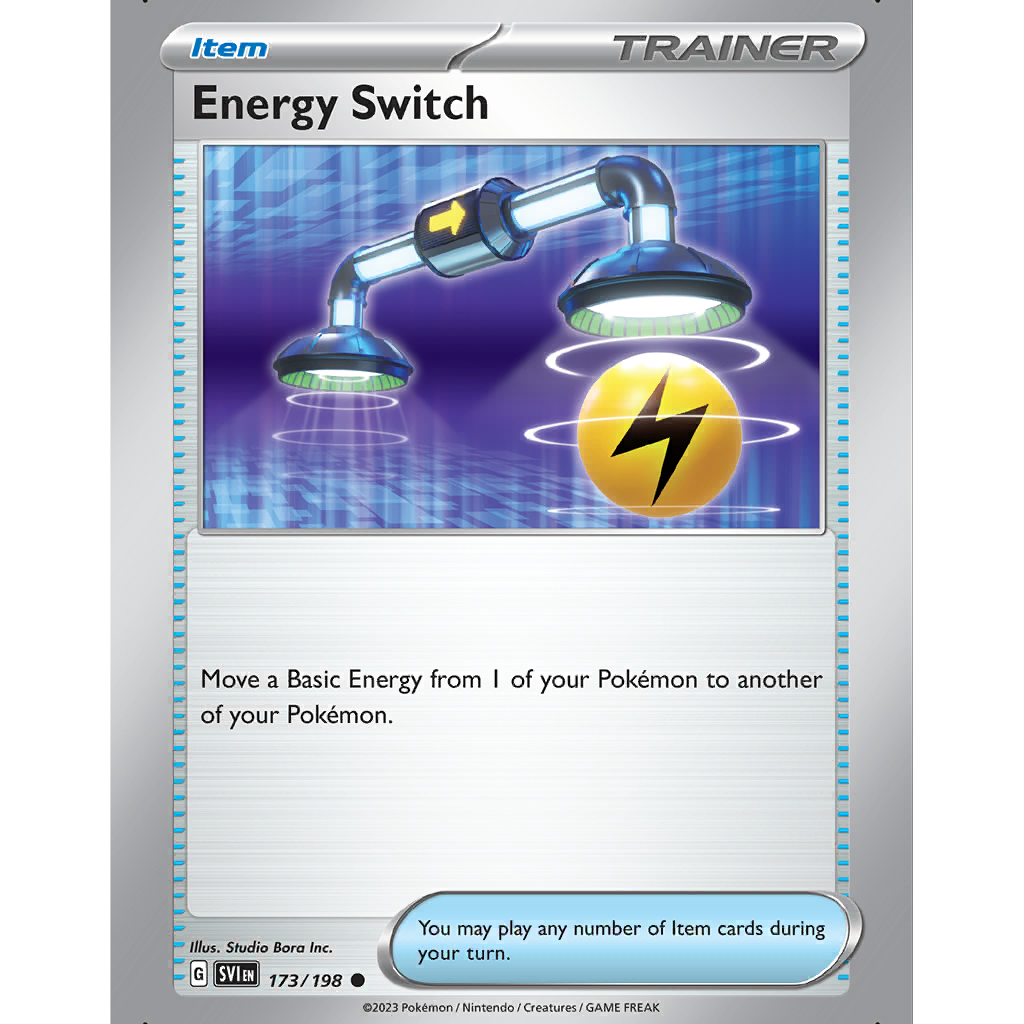 Item
TRAINER
Energy Switch
Move a Basic Energy from 1 of your Pokémon to another
of your Pokémon.
You may play any number of Item cards during
your turn.
Illus. Studio Bora Inc.
G SVI EN 173/198
©2023 Pokémon / Nintendo / Creatures / GAME FREAK